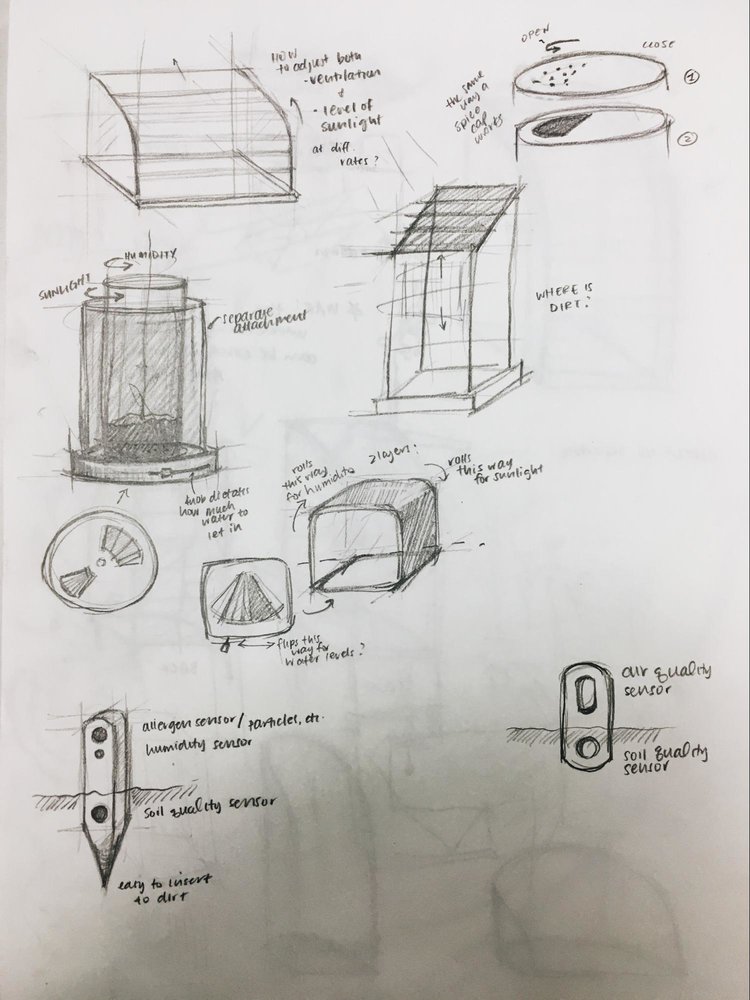 HOW
to adjust both
- ventilation
+
- level of
sunlight
at diff.
rates?
OPEN
CLOSE
the same
way a
spice
cap
works
1
2
HUMIDITY
SUNLIGHT
separate
attachment
WHERE IS
DIRT?
knob dictates
how much
water to
let in
rolls
this way
for humidity
2 layers!
rolls
this way
for sunlight
flips this
way for
water levels?
allergen sensor/particles, etc.
humidity sensor
soil quality sensor
easy to insert
to dirt
air quality
sensor
soil quality
sensor